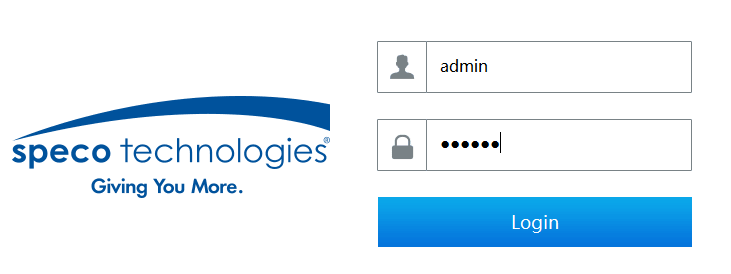 speco technologies®
Giving You More.
admin
••••••
Login